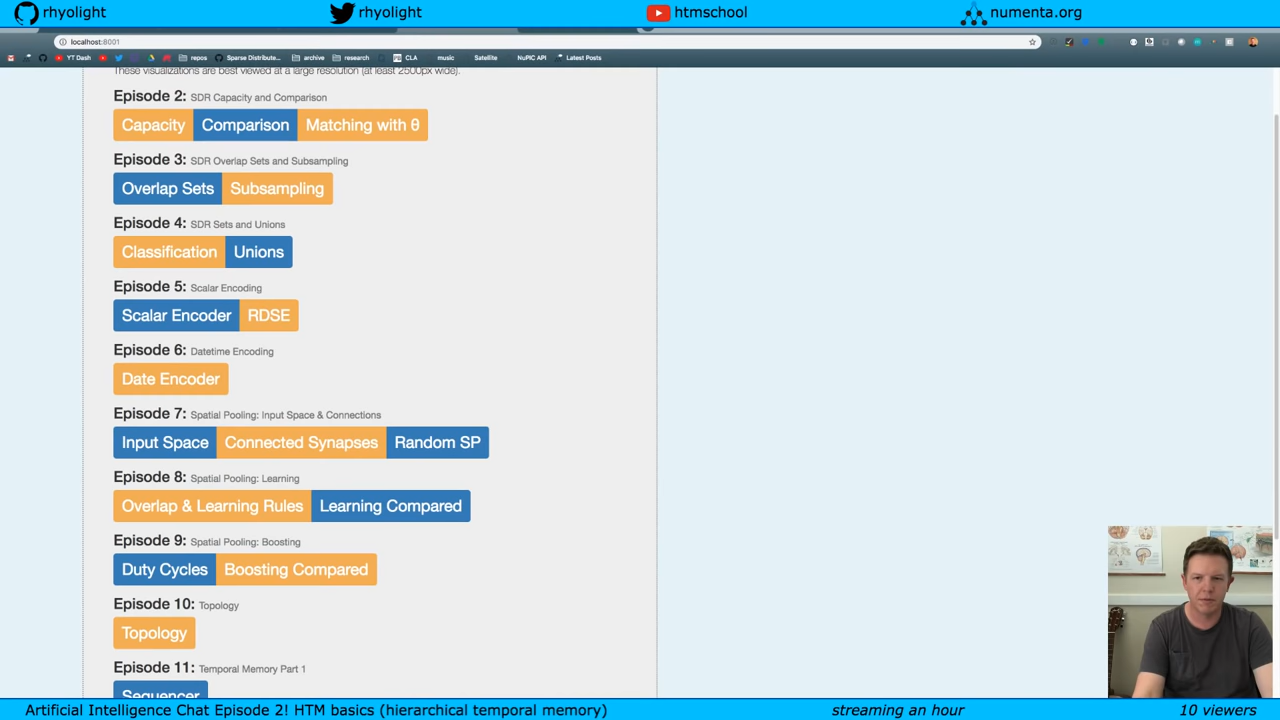 rhyolight rhyolight htmschool numenta.org
localhost:8001
YT Dash repos Sparse Distribute... archive research CLA music Satellite NuPIC API Latest Posts
These visualizations are best viewed at a large resolution (at least 2500px wide).
Episode 2: SDR Capacity and Comparison
Capacity Comparison Matching with θ
Episode 3: SDR Overlap Sets and Subsampling
Overlap Sets Subsampling
Episode 4: SDR Sets and Unions
Classification Unions
Episode 5: Scalar Encoding
Scalar Encoder RDSE
Episode 6: Datetime Encoding
Date Encoder
Episode 7: Spatial Pooling: Input Space & Connections
Input Space Connected Synapses Random SP
Episode 8: Spatial Pooling: Learning
Overlap & Learning Rules Learning Compared
Episode 9: Spatial Pooling: Boosting
Duty Cycles Boosting Compared
Episode 10: Topology
Topology
Episode 11: Temporal Memory Part 1
Sequencer
Artificial Intelligence Chat Episode 2! HTM basics (hierarchical temporal memory) streaming an hour 10 viewers